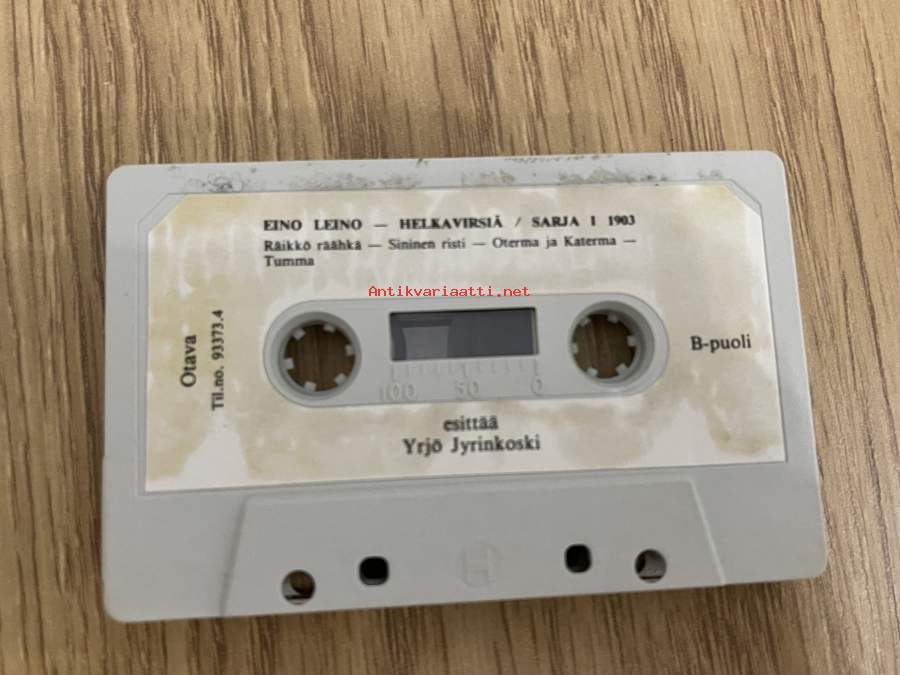 EINO LEINO — HELKAVIRSIÄ / SARJA I 1903
Räikkö räähkä — Sininen risti — Oterma ja Katerma —
Tumma
Antikvariaatti.net
Otava
Til.no. 93373.4
B-puoli
100 50 0
esittää
Yrjö Jyrinkoski